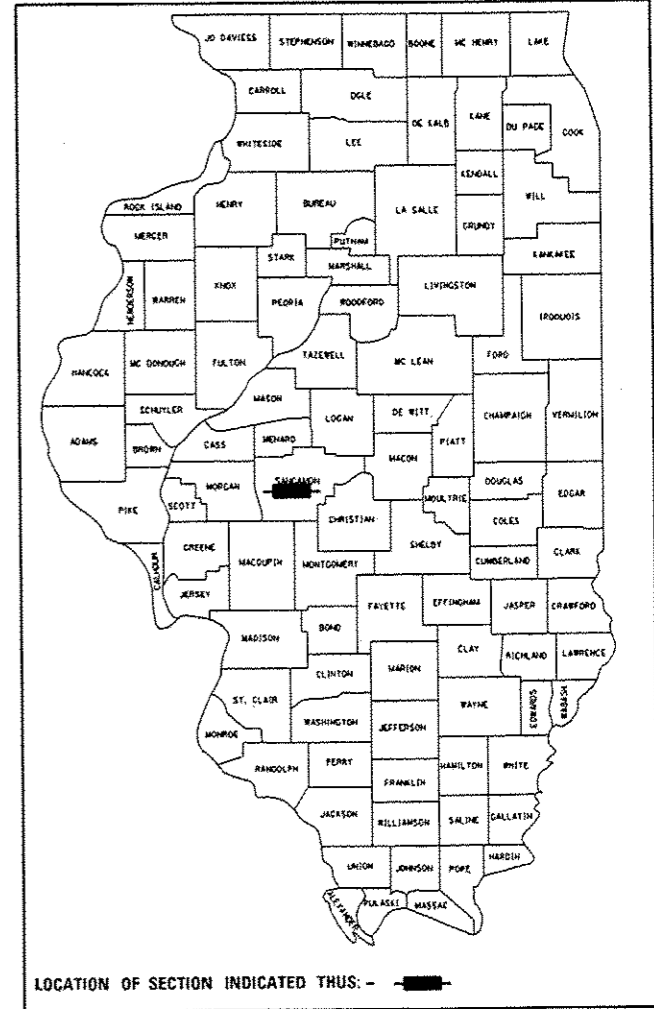 JO DAVIESS STEPHENSON WINNEBAGO BOONE MC HENRY LAKE
CARROLL OGLE DE KALB KANE DU PAGE COOK
WHITESIDE LEE
KENDALL
ROCK ISLAND HENRY BUREAU LA SALLE GRUNDY WILL
MERCER PUTNAM
STARK MARSHALL KANKAKEE
HENDERSON WARREN KNOX PEORIA WOODFORD LIVINGSTON IROQUOIS
HANCOCK MC DONOUGH FULTON TAZEWELL MC LEAN FORD
MASON
SCHUYLER LOGAN DE WITT CHAMPAIGN VERMILION
ADAMS BROWN CASS MENARD PIATT
MACON
PIKE SCOTT MORGAN SANGAMON DOUGLAS EDGAR
CHRISTIAN MOULTRIE
COLES
CALHOUN GREENE MACOUPIN MONTGOMERY SHELBY CUMBERLAND CLARK
JERSEY FAYETTE EFFINGHAM JASPER CRAWFORD
MADISON BOND
CLAY RICHLAND LAWRENCE
CLINTON MARION
ST. CLAIR WAYNE EDWARDS WABASH
WASHINGTON JEFFERSON
MONROE
RANDOLPH PERRY HAMILTON WHITE
FRANKLIN
JACKSON WILLIAMSON SALINE GALLATIN
UNION JOHNSON POPE HARDIN
ALEXANDER PULASKI MASSAC
LOCATION OF SECTION INDICATED THUS: -